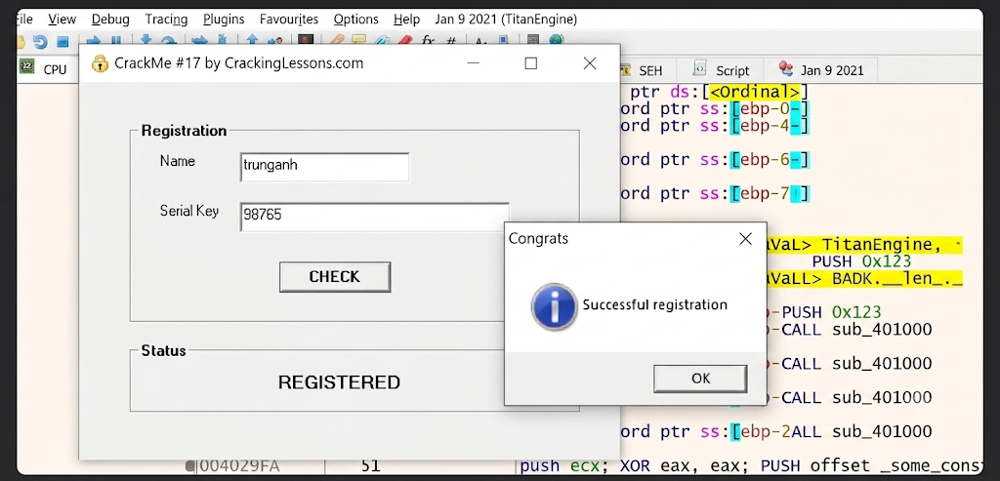 File View Debug Tracing Plugins Favourites Options Help Jan 9 2021 (TitanEngine)
fx #
CPU
SEH Script Jan 9 2021
CrackMe #17 by CrackingLessons.com
Registration
Name trunganh
Serial Key 98765
CHECK
Status
REGISTERED
Congrats
Successful registration
OK
ptr ds:[<Ordinal>]
ord ptr ss:[ebp-0-]
ord ptr ss:[ebp-4-]
ord ptr ss:[ebp-6-]
ord ptr ss:[ebp-7]
aVaL> TitanEngine,
PUSH 0x123
aVaLL> BADK.__len_._
-PUSH 0x123
-CALL sub_401000
-CALL sub_401000
-CALL sub_401000
ord ptr ss:[ebp-2ALL sub_401000
004029FA 51 push ecx; XOR eax, eax; PUSH offset _some_const